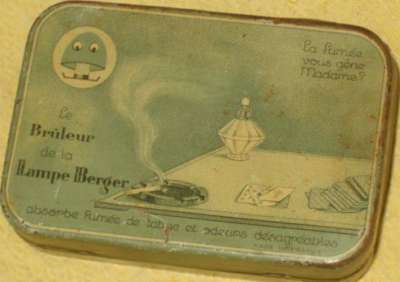 La fumée
vous gêne
Madame?
Le
Brûleur
de la
Lampe Berger
absorbe fumée de tabac et odeurs désagréables